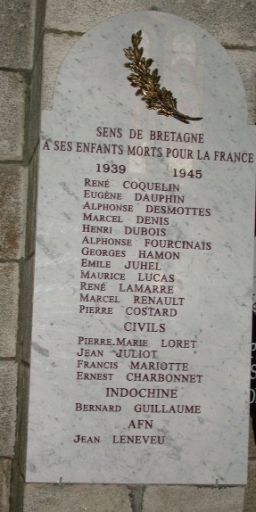 SENS DE BRETAGNE
A SES ENFANTS MORTS POUR LA FRANCE
1939 1945
RENÉ COQUELIN
EUGÈNE DAUPHIN
ALPHONSE DESMOTTES
MARCEL DENIS
HENRI DUBOIS
ALPHONSE FOURCINAIS
GEORGES HAMON
EMILE JUHEL
MAURICE LUCAS
RENÉ LAMARRE
MARCEL RENAULT
PIERRE COSTARD
CIVILS
PIERRE-MARIE LORET
JEAN JULIOT
FRANCIS MARIOTTE
ERNEST CHARBONNET
INDOCHINE
BERNARD GUILLAUME
AFN
JEAN LENEVEU